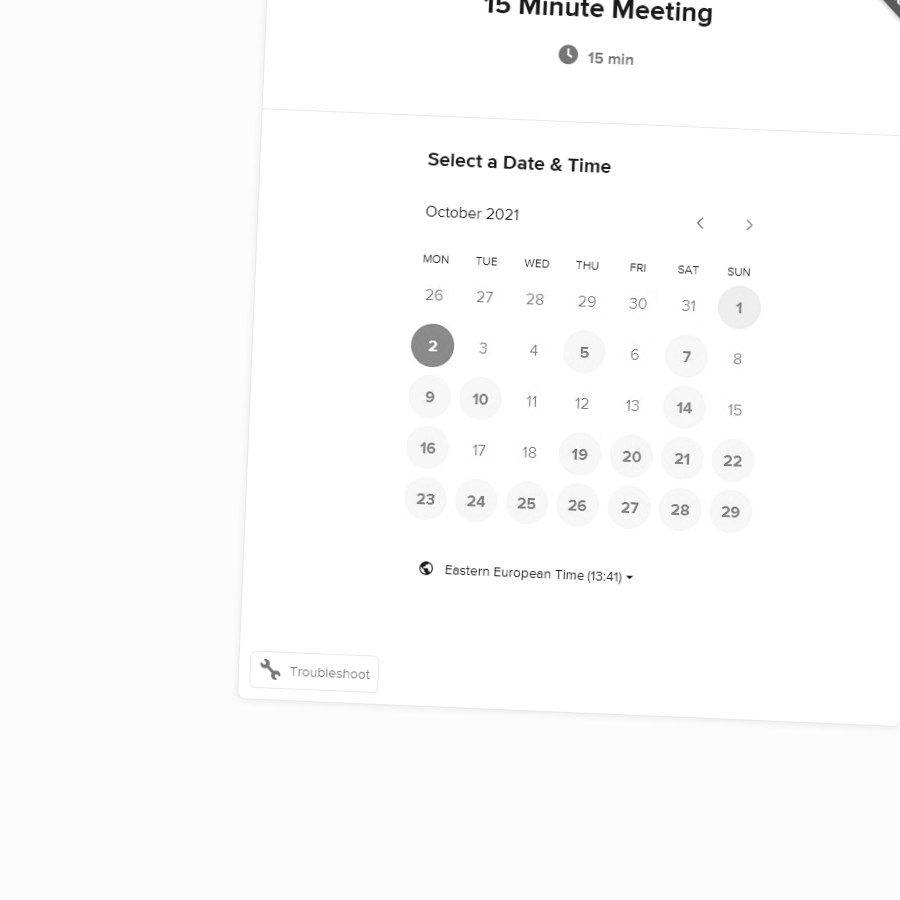 15 Minute Meeting
15 min
Select a Date & Time
October 2021
MON TUE WED THU FRI SAT SUN
26 27 28 29 30 31 1
2 3 4 5 6 7 8
9 10 11 12 13 14 15
16 17 18 19 20 21 22
23 24 25 26 27 28 29
Eastern European Time (13:41)
Troubleshoot